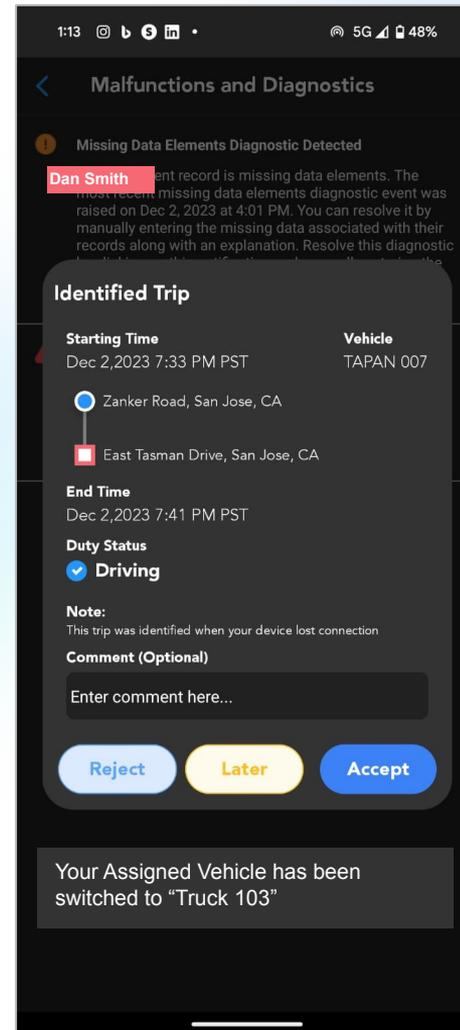 1:13 5G 48%
Malfunctions and Diagnostics
Missing Data Elements Diagnostic Detected
Dan Smith ent record is missing data elements. The
most recent missing data elements diagnostic event was
raised on Dec 2, 2023 at 4:01 PM. You can resolve it by
manually entering the missing data associated with their
records along with an explanation. Resolve this diagnostic
Identified Trip
Starting Time Vehicle
Dec 2,2023 7:33 PM PST TAPAN 007
Zanker Road, San Jose, CA
East Tasman Drive, San Jose, CA
End Time
Dec 2,2023 7:41 PM PST
Duty Status
Driving
Note:
This trip was identified when your device lost connection
Comment (Optional)
Enter comment here...
Reject Later Accept
Your Assigned Vehicle has been
switched to “Truck 103”